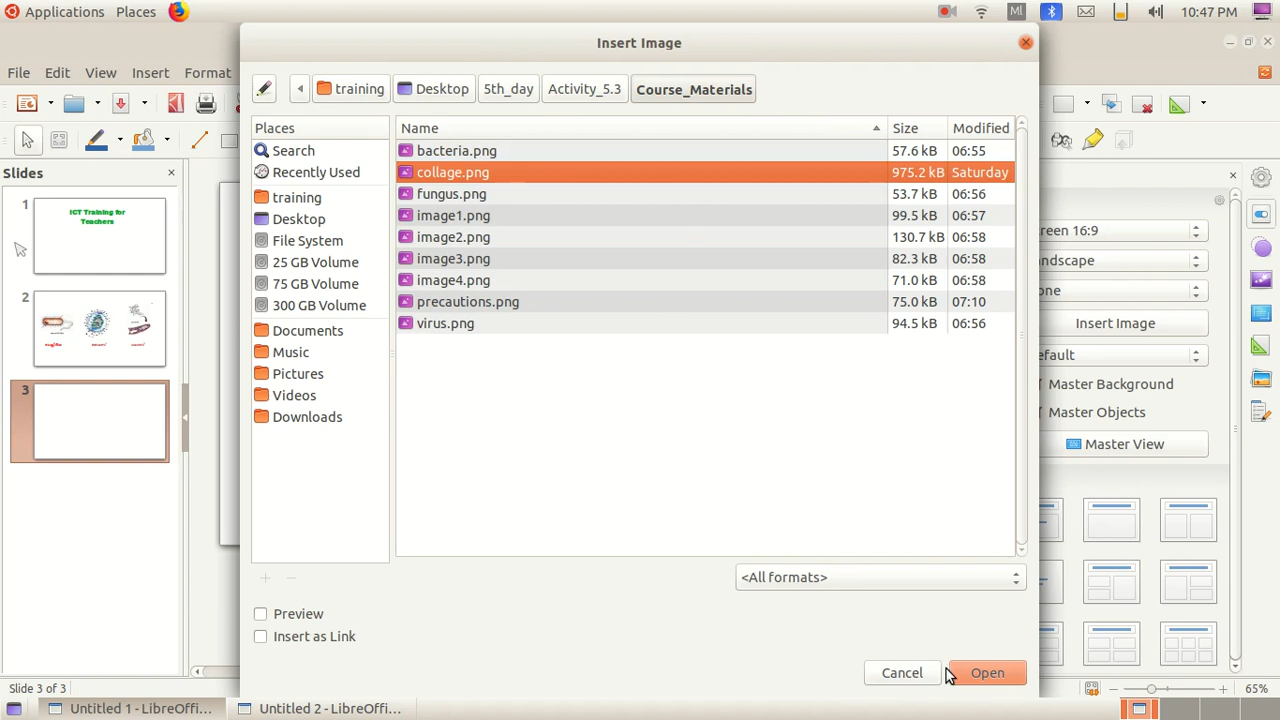 Applications Places 10:47 PM
Ml
Insert Image
File Edit View Insert Format
training Desktop 5th_day Activity_5.3 Course_Materials
Places
Search
Recently Used
training
Desktop
File System
25 GB Volume
75 GB Volume
300 GB Volume
Documents
Music
Pictures
Videos
Downloads
Name Size Modified
bacteria.png 57.6 kB 06:55
collage.png 975.2 kB Saturday
fungus.png 53.7 kB 06:56
image1.png 99.5 kB 06:57
image2.png 130.7 kB 06:58
image3.png 82.3 kB 06:58
image4.png 71.0 kB 06:58
precautions.png 75.0 kB 07:10
virus.png 94.5 kB 06:56
<All formats>
Preview
Insert as Link
Cancel Open
Slides
1
ICT Training for
Teachers
2
3
reen 16:9
andscape
one
Insert Image
efault
Master Background
Master Objects
Master View
Slide 3 of 3
65%
Untitled 1 - LibreOffi... Untitled 2 - LibreOffi...